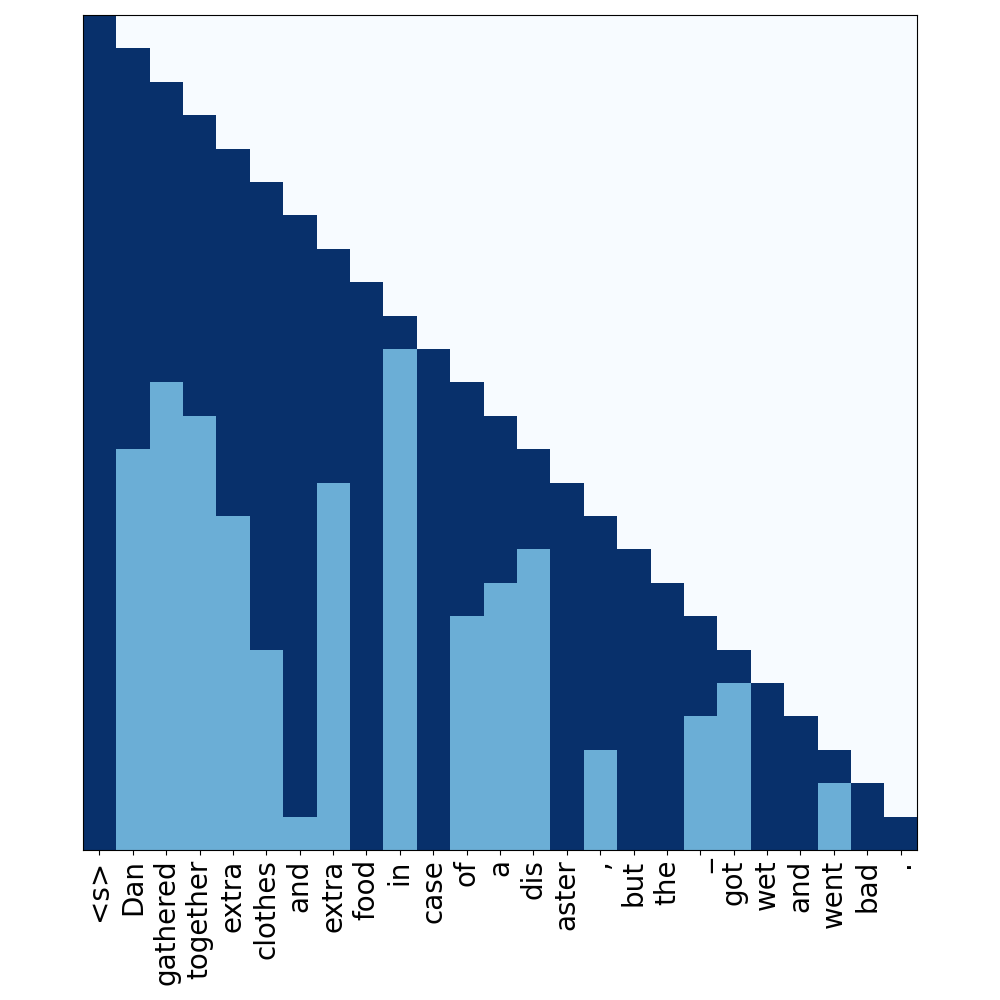 <s> Dan gathered together extra clothes and extra food in case of a dis aster , but the _ got wet and went bad .